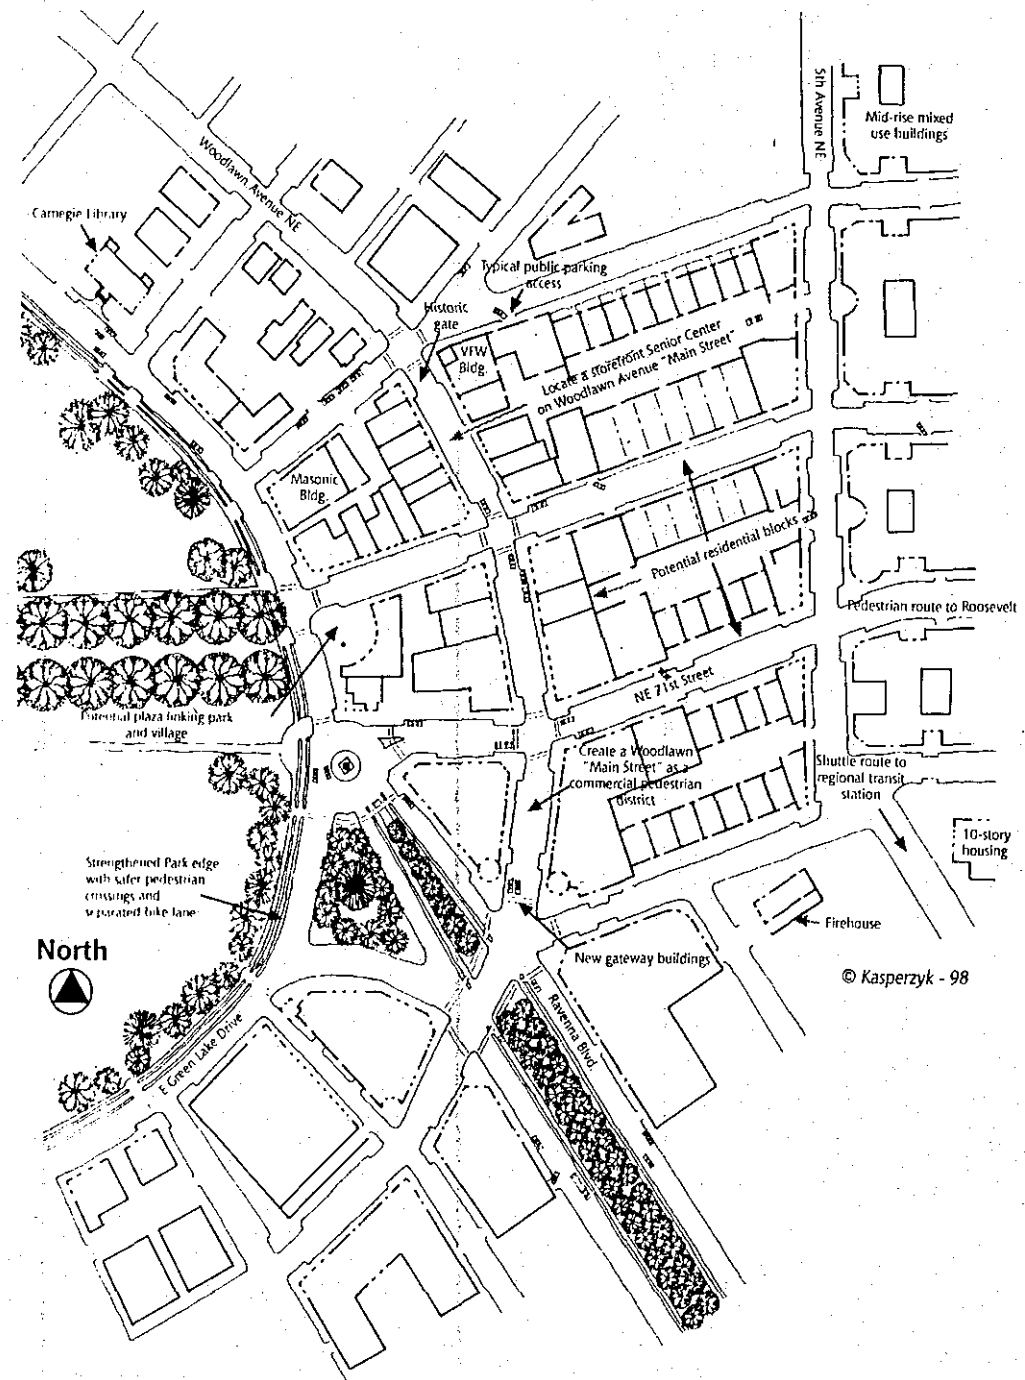 5th Avenue NE
Mid-rise mixed
use buildings
Woodlawn Avenue NE
Carnegie Library
Typical public parking
access
Historic
gate
VFW
Bldg.
Locate a storefront Senior Center
on Woodlawn Avenue "Main Street"
Masonic
Bldg.
Potential residential blocks
Pedestrian route to Roosevelt
NE 71st Street
Potential plaza linking park
and village
Create a Woodlawn
"Main Street" as a
commercial pedestrian
district
Shuttle route to
regional transit
station
10-story
housing
Strengthened Park edge
with safer pedestrian
crossings and
separated bike lane
Firehouse
North
New gateway buildings
© Kasperzyk - 98
Ravenna Blvd.
E Green Lake Drive